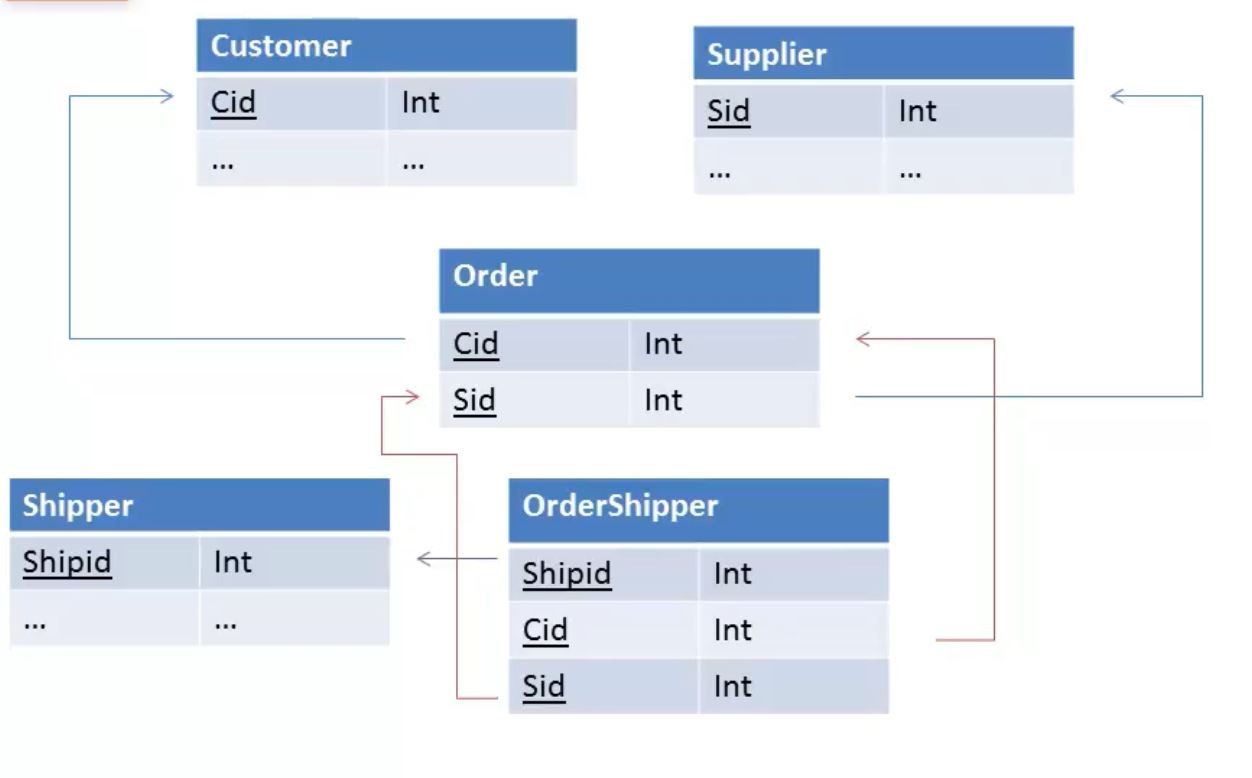 Customer
Cid Int
... ...
Supplier
Sid Int
... ...
Order
Cid Int
Sid Int
Shipper
Shipid Int
... ...
OrderShipper
Shipid Int
Cid Int
Sid Int